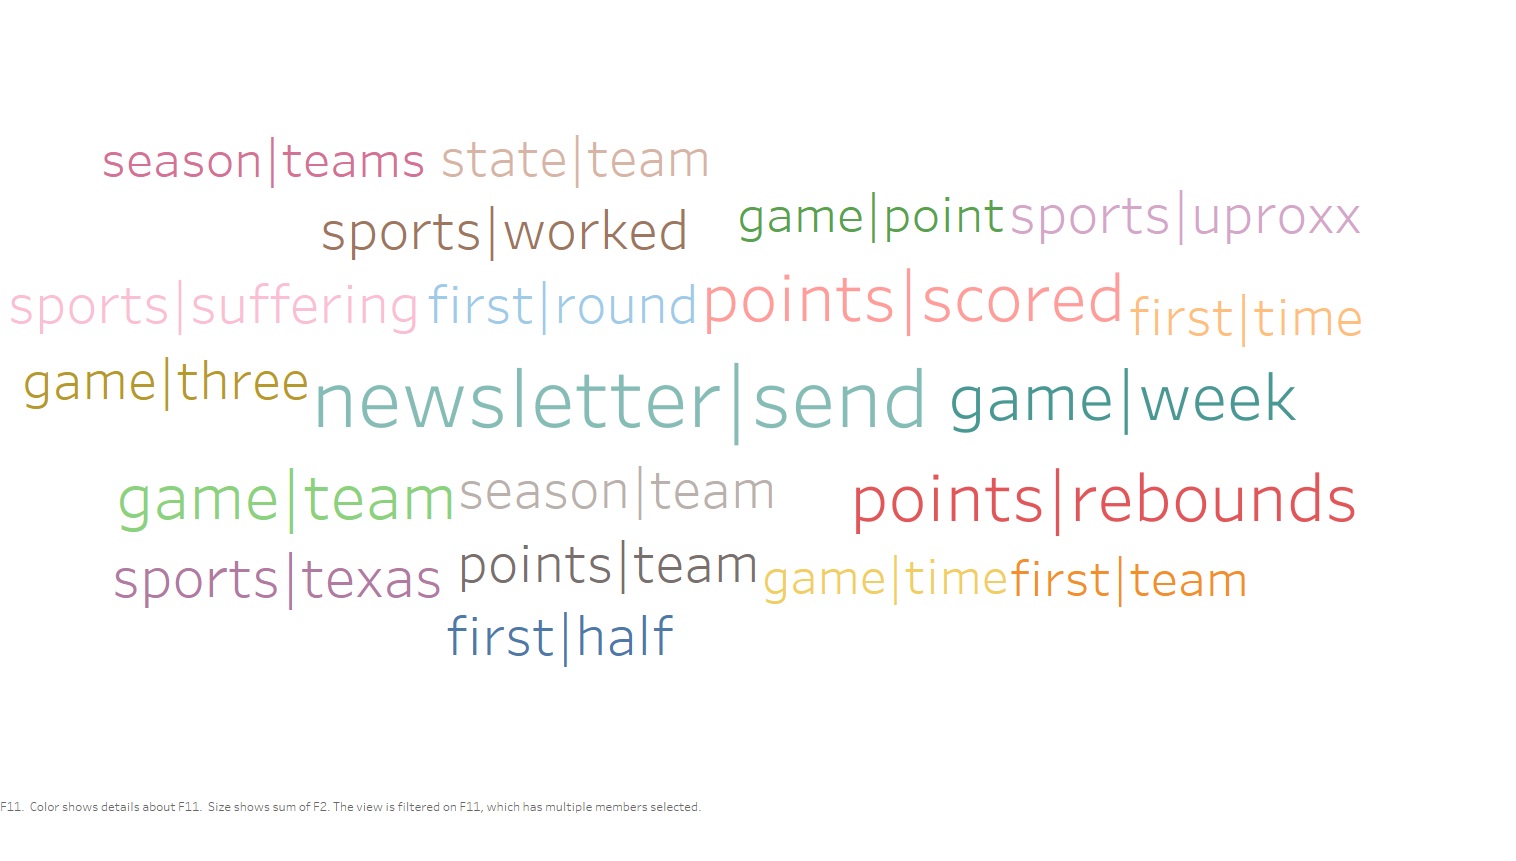 season|teams state|team
game|point sports|uproxx
sports|worked
sports|suffering first|round points|scored first|time
game|three newsletter|send game|week
game|team season|team points|rebounds
sports|texas points|team game|time first|team
first|half
F11. Color shows details about F11. Size shows sum of F2. The view is filtered on F11, which has multiple members selected.